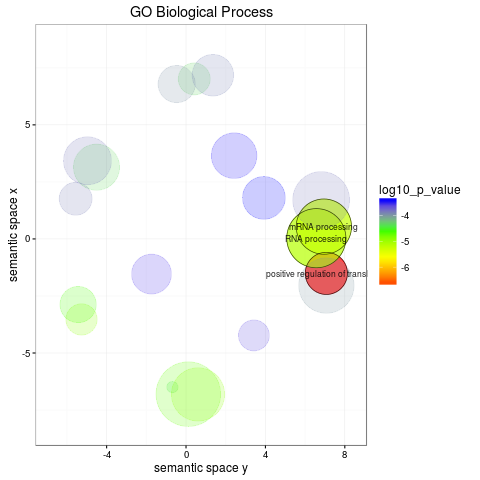 GO Biological Process
semantic space x
5
0
-5
mRNA processing
RNA processing
positive regulation of transl
-4
0
4
8
semantic space y
log10_p_value
-4
-5
-6